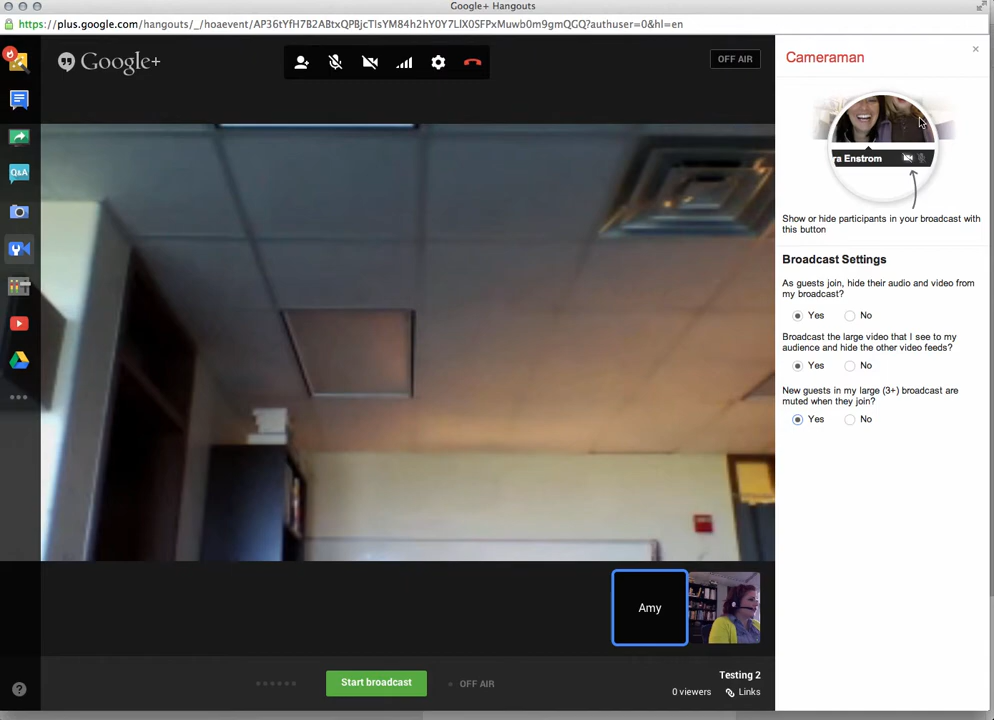 Google+ Hangouts
https://plus.google.com/hangouts/_/hoaevent/AP36tYfH7B2ABtxQPBjcTIsYM84h2hY0Y7LlX0SFPxMuwb0m9gmQGQ?authuser=0&hl=en
Google+
OFF AIR
Cameraman
ra Enstrom
Show or hide participants in your broadcast with
this button
Broadcast Settings
As guests join, hide their audio and video from
my broadcast?
Yes No
Broadcast the large video that I see to my
audience and hide the other video feeds?
Yes No
New guests in my large (3+) broadcast are
muted when they join?
Yes No
Q&A
Amy
Start broadcast
OFF AIR
Testing 2
0 viewers Links
?